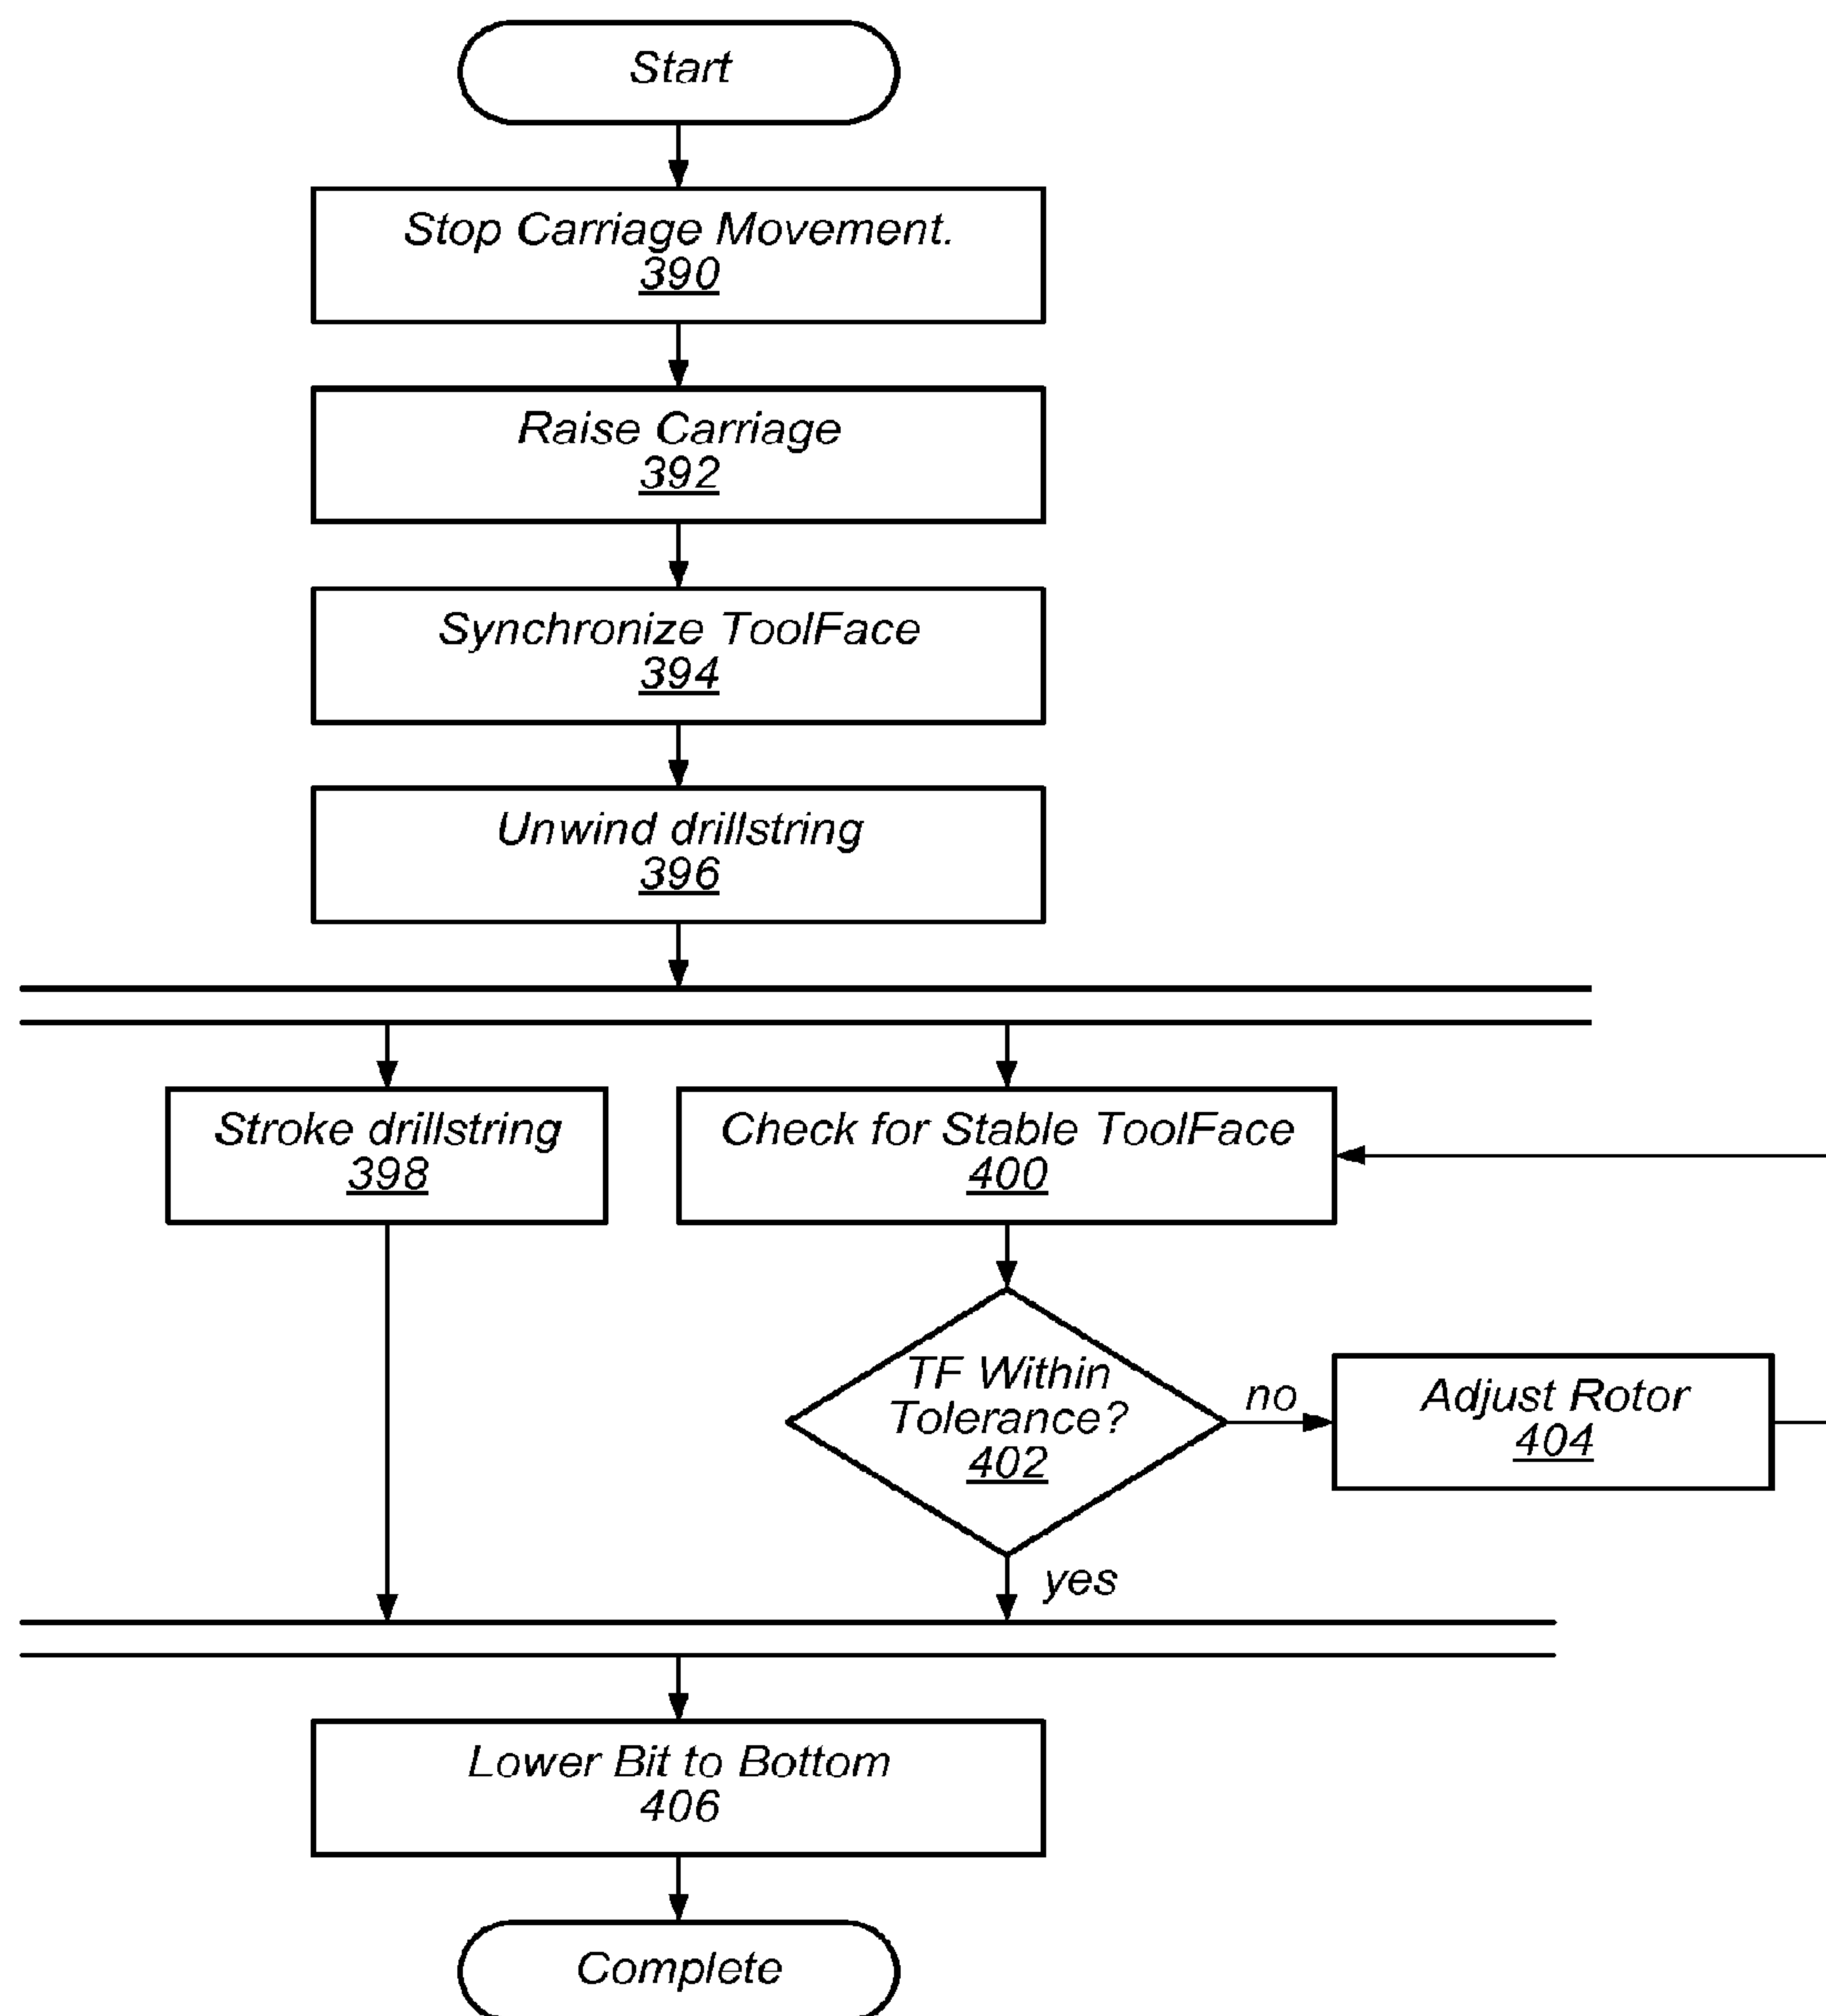 Start
Stop Carriage Movement.
390
Raise Carriage
392
Synchronize ToolFace
394
Unwind drillstring
396
Stroke drillstring
398
Check for Stable ToolFace
400
TF Within
Tolerance?
402
no
Adjust Rotor
404
yes
Lower Bit to Bottom
406
Complete